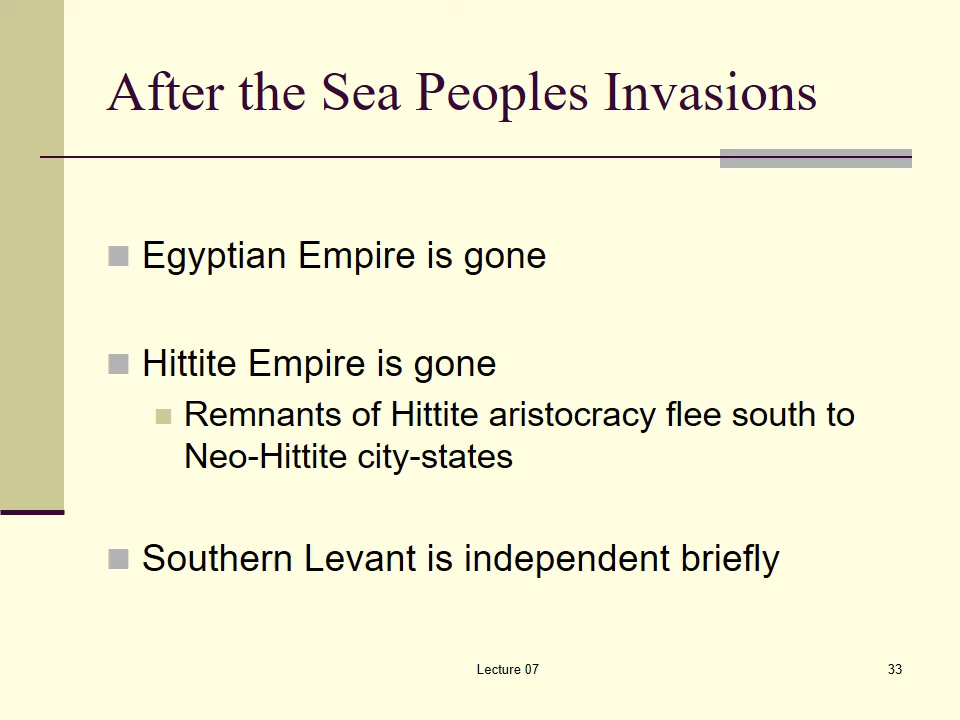 After the Sea Peoples Invasions
Egyptian Empire is gone
Hittite Empire is gone
Remnants of Hittite aristocracy flee south to
Neo-Hittite city-states
Southern Levant is independent briefly
Lecture 07
33